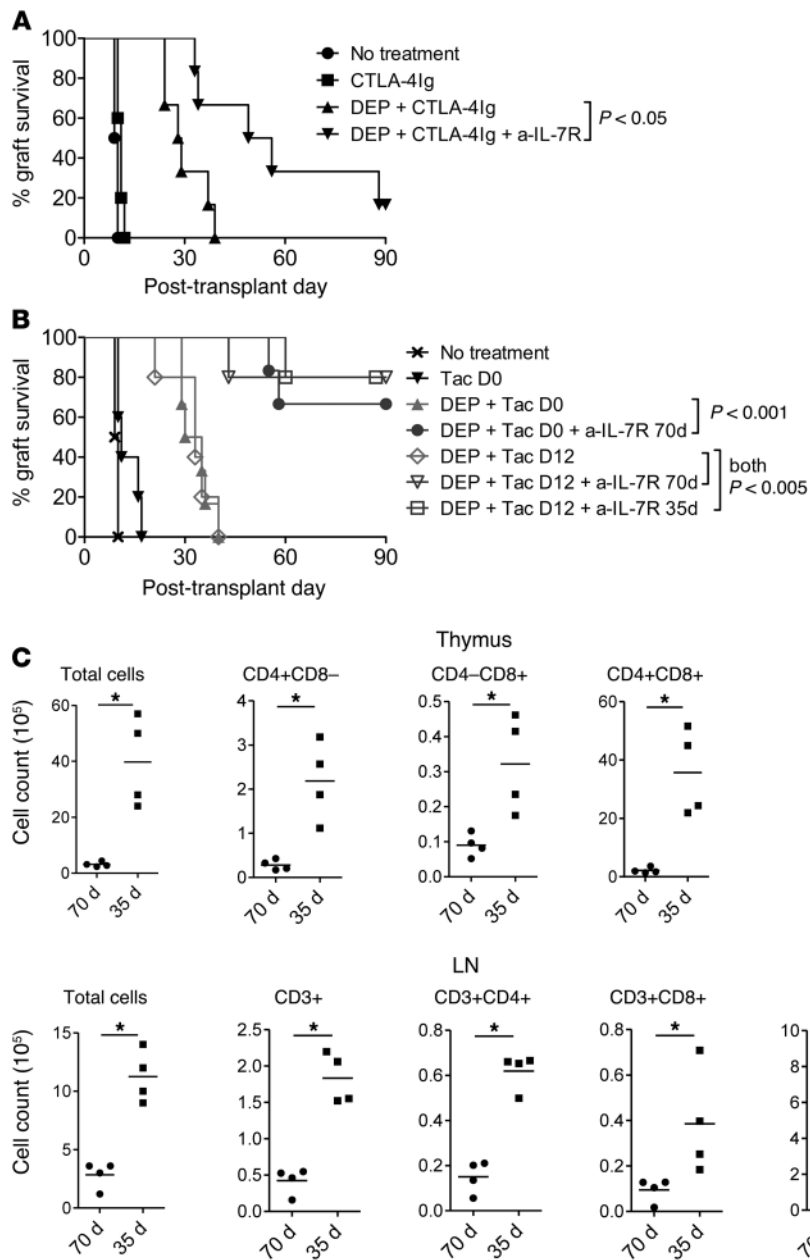 A
100
80
60
40
20
0
% graft survival
0 30 60 90
Post-transplant day
No treatment
CTLA-4Ig
DEP + CTLA-4Ig
DEP + CTLA-4Ig + a-IL-7R
P < 0.05
B
100
80
60
40
20
0
% graft survival
0 30 60 90
Post-transplant day
No treatment
Tac D0
DEP + Tac D0
DEP + Tac D0 + a-IL-7R 70d
DEP + Tac D12
DEP + Tac D12 + a-IL-7R 70d
DEP + Tac D12 + a-IL-7R 35d
P < 0.001
both
P < 0.005
C
Thymus
Total cells
Cell count (10⁵)
60
40
20
0
*
70 d 35 d
CD4+CD8–
4
3
2
1
0
*
70 d 35 d
CD4–CD8+
0.5
0.4
0.3
0.2
0.1
0.0
*
70 d 35 d
CD4+CD8+
60
40
20
0
*
70 d 35 d
LN
Total cells
Cell count (10⁵)
15
10
5
0
*
70 d 35 d
CD3+
2.5
2.0
1.5
1.0
0.5
0.0
*
70 d 35 d
CD3+CD4+
0.8
0.6
0.4
0.2
0.0
*
70 d 35 d
CD3+CD8+
0.8
0.6
0.4
0.2
0.0
*
70 d 35 d
10
8
6
4
2
0